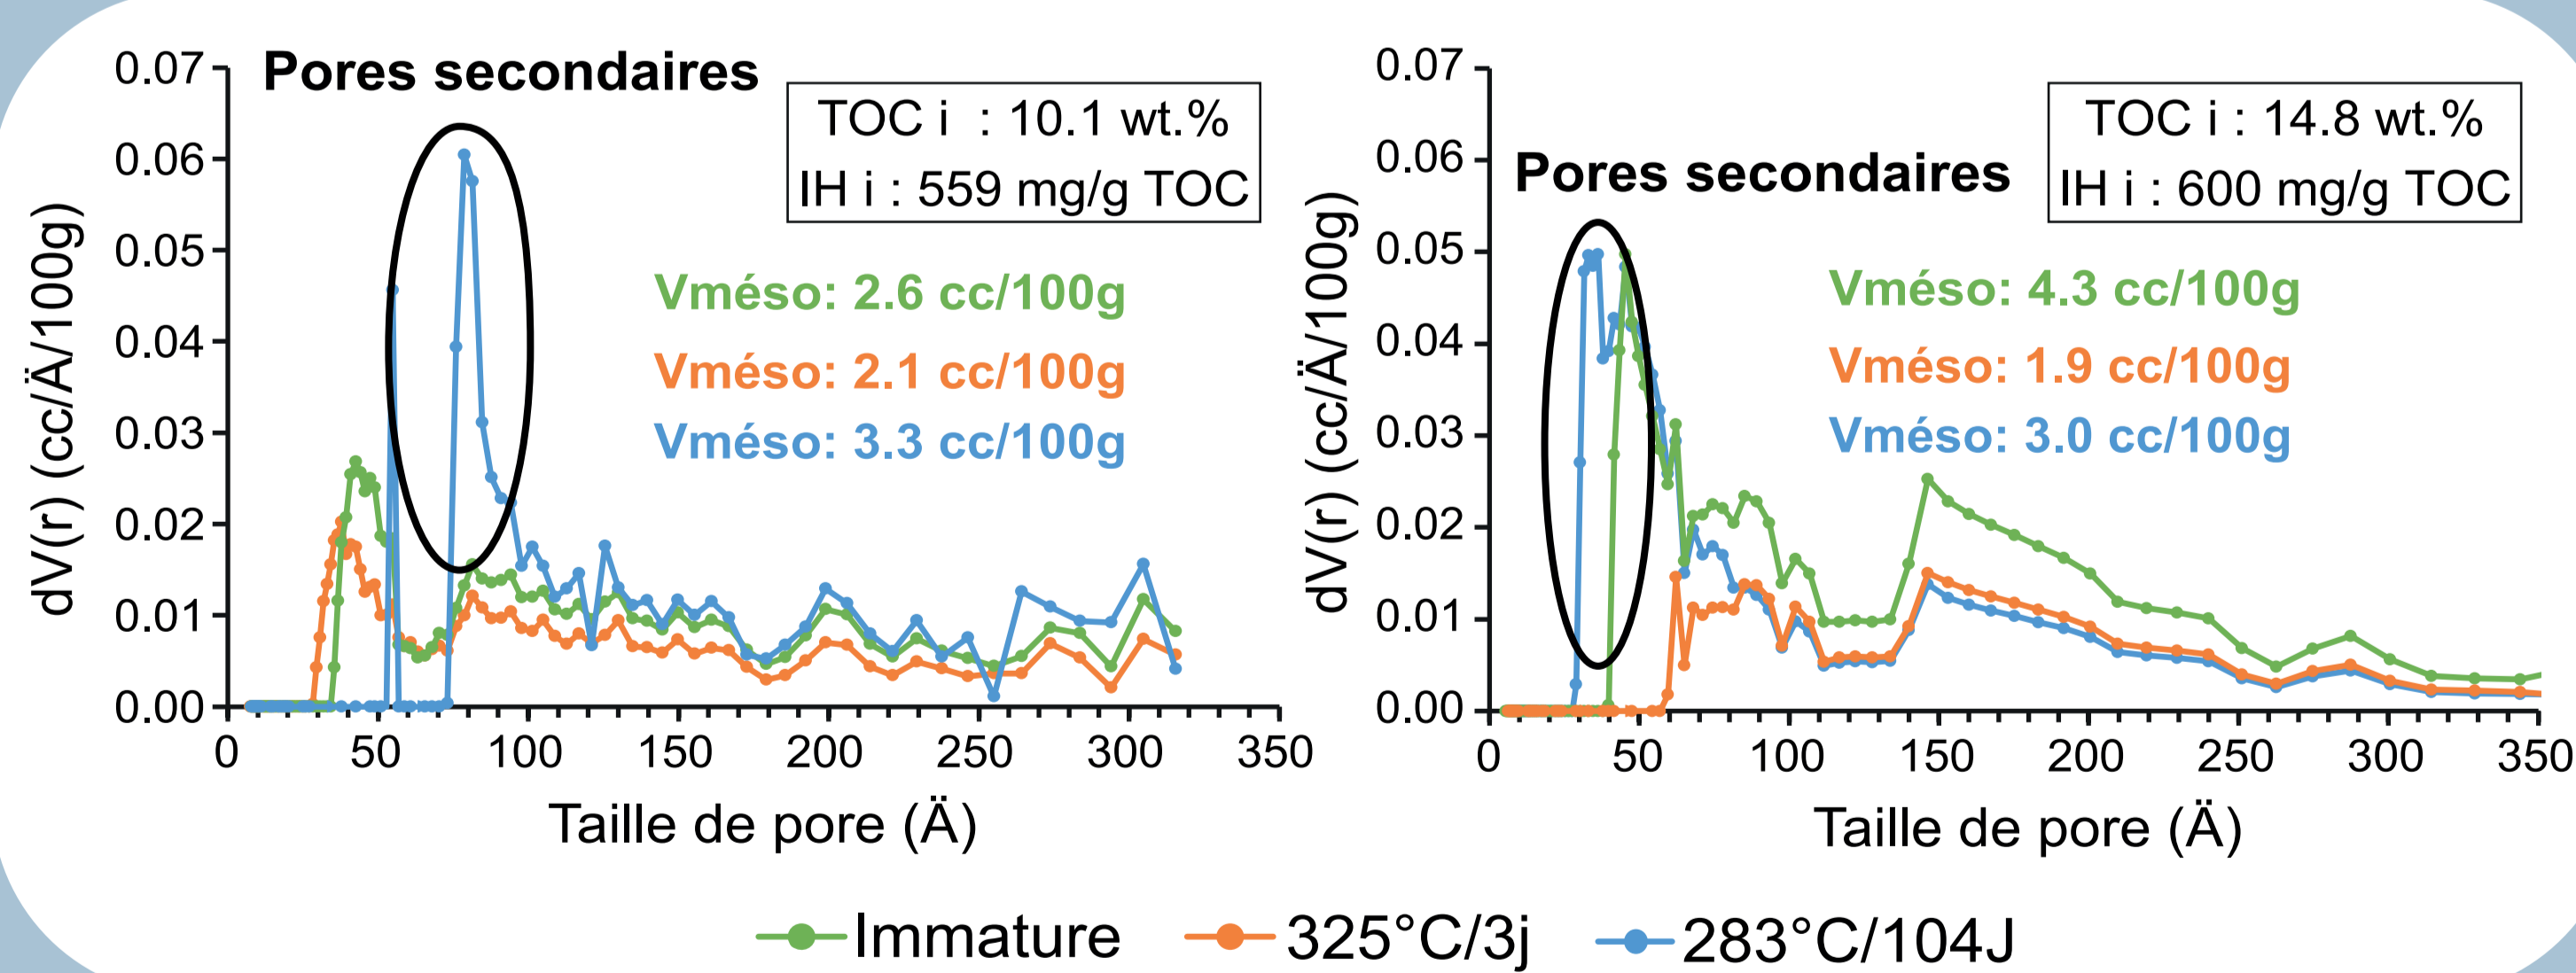 Pores secondaires
TOC i : 10.1 wt.%
IH i : 559 mg/g TOC
Vméso: 2.6 cc/100g
Vméso: 2.1 cc/100g
Vméso: 3.3 cc/100g
dV(r) (cc/Ä/100g)
0.07
0.06
0.05
0.04
0.03
0.02
0.01
0.00
0 50 100 150 200 250 300 350
Taille de pore (Ä)
Pores secondaires
TOC i : 14.8 wt.%
IH i : 600 mg/g TOC
Vméso: 4.3 cc/100g
Vméso: 1.9 cc/100g
Vméso: 3.0 cc/100g
dV(r) (cc/Ä/100g)
0.07
0.06
0.05
0.04
0.03
0.02
0.01
0.00
0 50 100 150 200 250 300 350
Taille de pore (Ä)
Immature 325°C/3j 283°C/104J